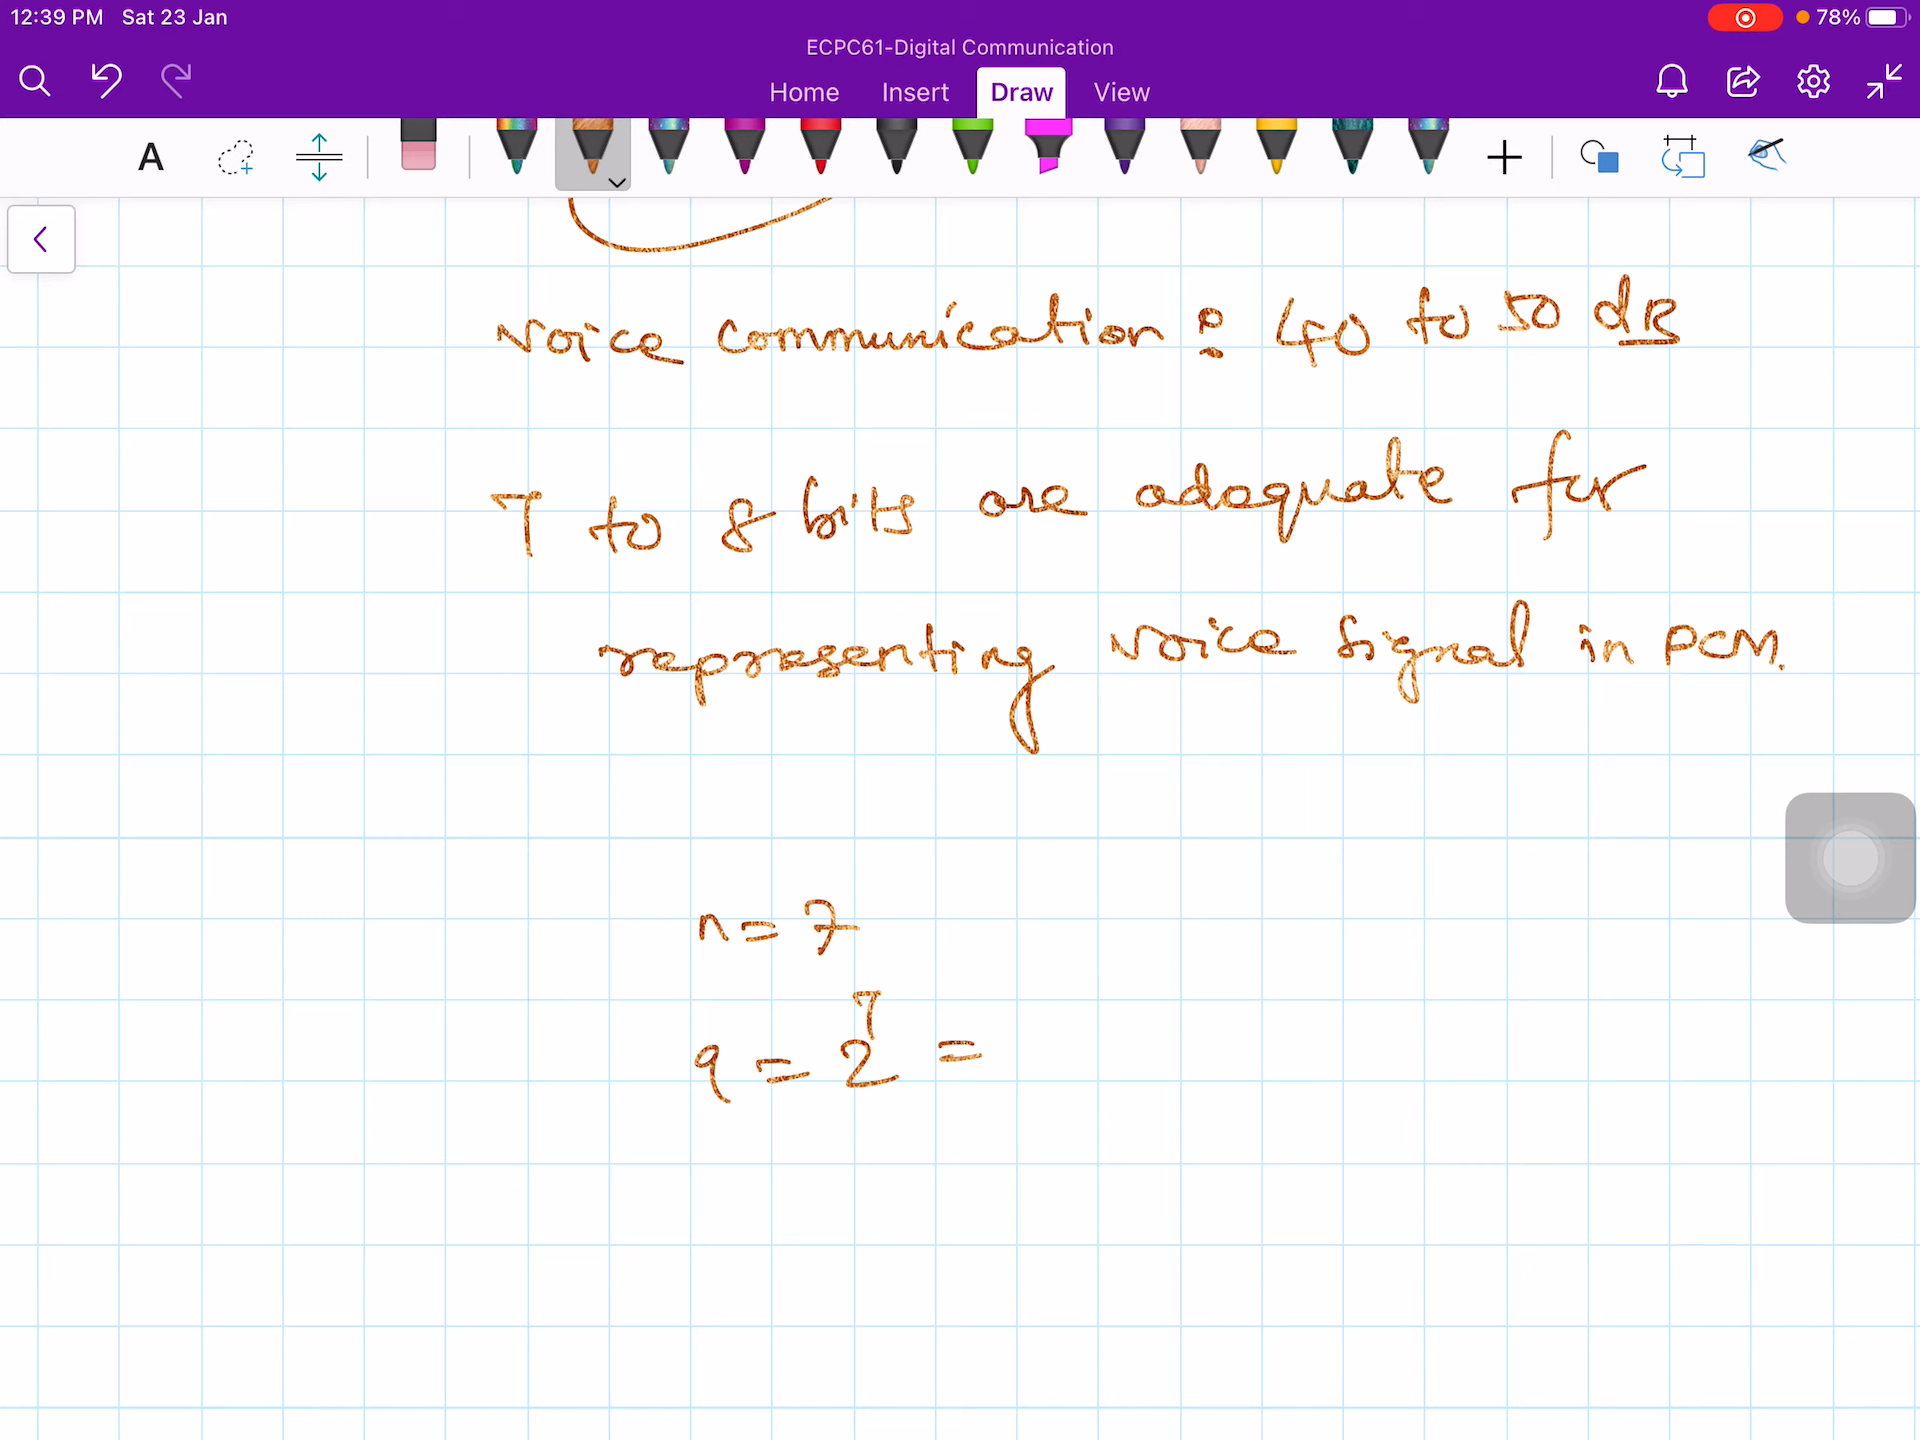 12:39 PM Sat 23 Jan
78%
ECPC61-Digital Communication
Home Insert Draw View
A
Voice communication : 40 to 50 dB
7 to 8 bits are adequate for
representing voice signal in PCM.
n = 7
q = 2^7 =